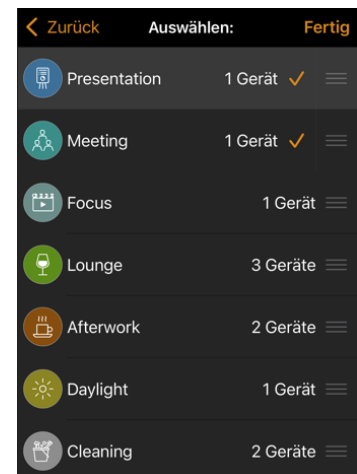 Zurück Auswählen: Fertig
Presentation 1 Gerät
Meeting 1 Gerät
Focus 1 Gerät
Lounge 3 Geräte
Afterwork 2 Geräte
Daylight 1 Gerät
Cleaning 2 Geräte